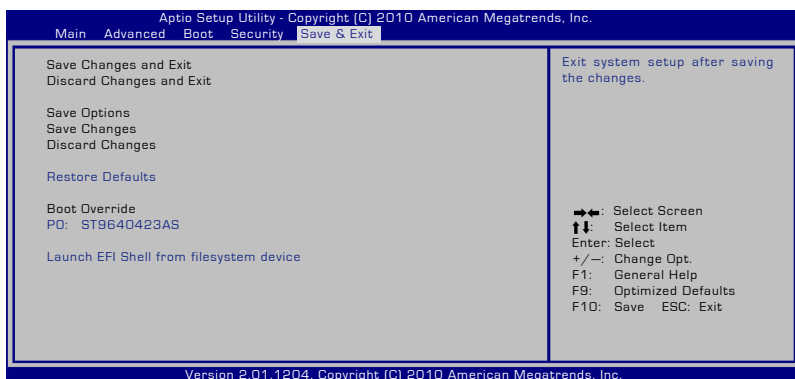 Aptio Setup Utility - Copyright (C) 2010 American Megatrends, Inc.
Main Advanced Boot Security Save & Exit
Save Changes and Exit
Discard Changes and Exit
Save Options
Save Changes
Discard Changes
Restore Defaults
Boot Override
P0: ST9640423AS
Launch EFI Shell from filesystem device
Exit system setup after saving
the changes.
→←: Select Screen
↑↓: Select Item
Enter: Select
+/—: Change Opt.
F1: General Help
F9: Optimized Defaults
F10: Save ESC: Exit
Version 2.01.1204. Copyright (C) 2010 American Megatrends, Inc.